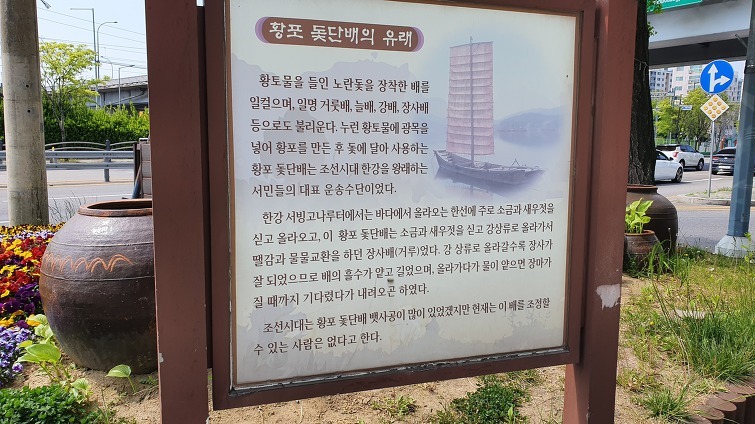 황포 돛단배의 유래
황토물을 들인 노란돛을 장착한 배를
일컬으며, 일명 거룻배, 늘배, 강배, 장사배
등으로도 불리운다. 누런 황토물에 광목을
넣어 황포를 만든 후 돛에 달아 사용하는
황포 돛단배는 조선시대 한강을 왕래하는
서민들의 대표 운송수단이었다.
한강 서빙고나루터에서는 바다에서 올라오는 한선에 주로 소금과 새우젓을
싣고 올라오고, 이 황포 돛단배는 소금과 새우젓을 싣고 강상류로 올라가서
땔감과 물물교환을 하던 장사배(거루)였다. 강 상류로 올라갈수록 장사가
잘 되었으므로 배의 흘수가 얕고 길었으며, 올라가다가 물이 얕으면 장마가
질 때까지 기다렸다가 내려오곤 하였다.
조선시대는 황포 돛단배 뱃사공이 많이 있었겠지만 현재는 이 배를 조정할
수 있는 사람은 없다고 한다.